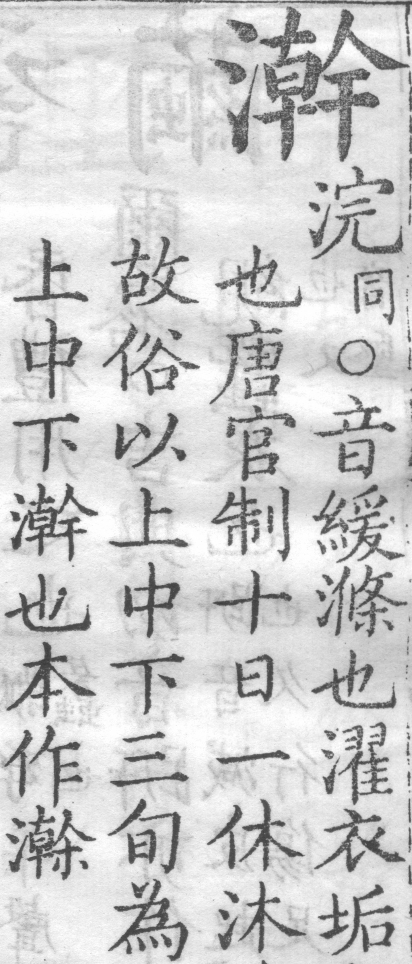 澣
浣同○音緩滌也濯衣垢
也唐官制十日一休沐
故俗以上中下三旬為
上中下澣也本作